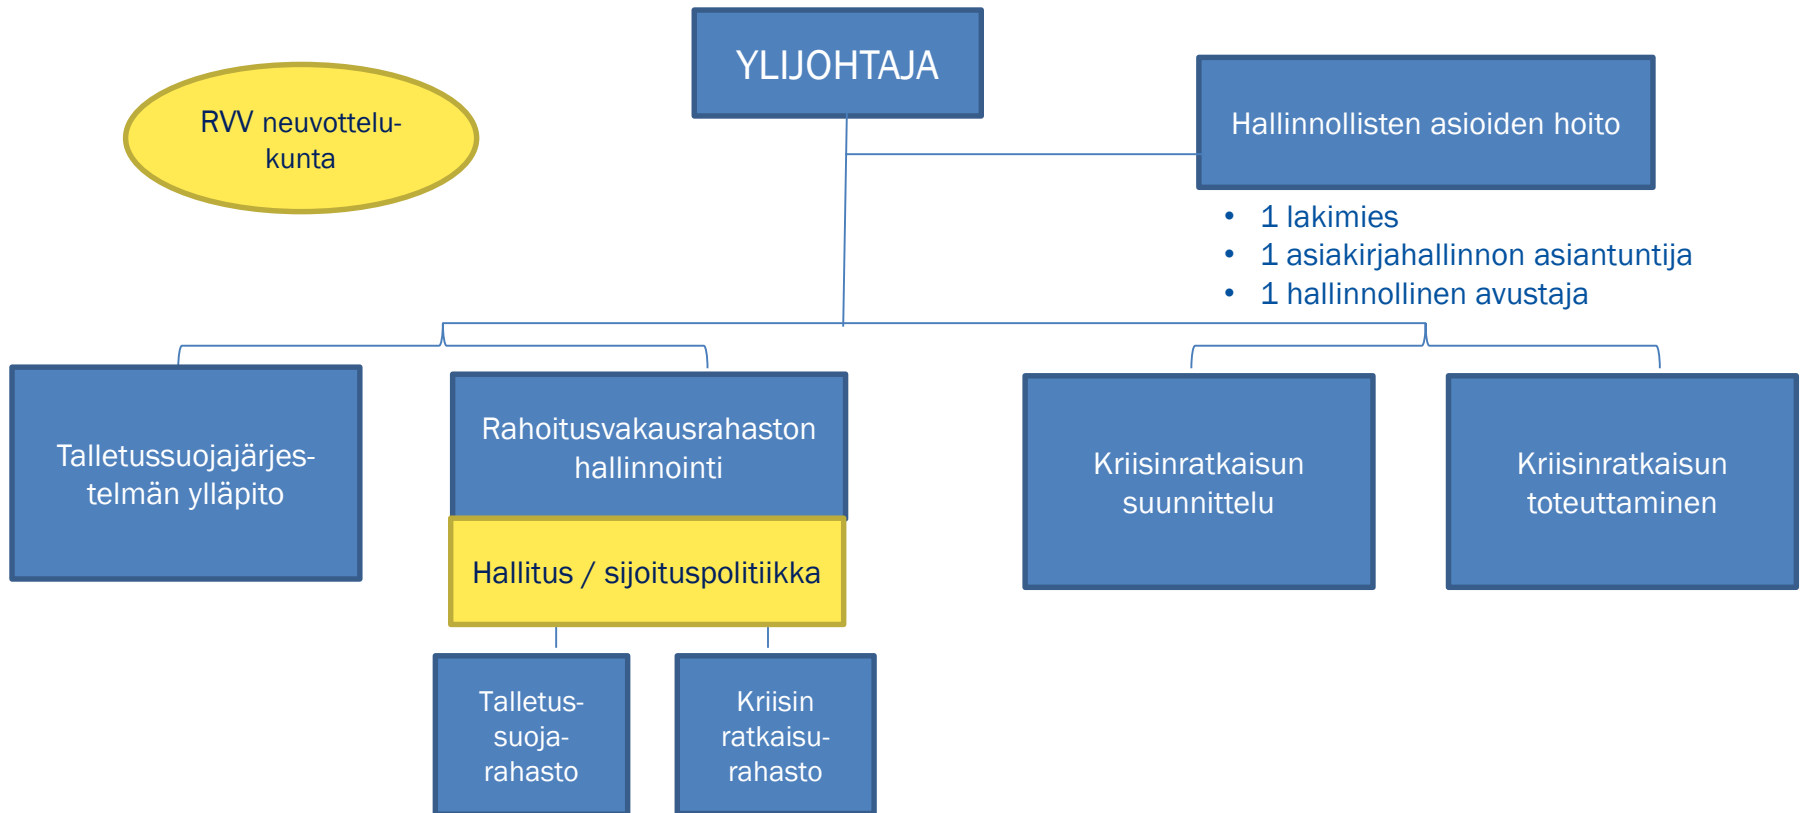 YLIJOHTAJA
RVV neuvottelu-
kunta
Hallinnollisten asioiden hoito
• 1 lakimies
• 1 asiakirjahallinnon asiantuntija
• 1 hallinnollinen avustaja
Talletussuojajärjes-
telmän ylläpito
Rahoitusvakausrahaston
hallinnointi
Hallitus / sijoituspolitiikka
Talletus-
suoja-
rahasto
Kriisin
ratkaisu-
rahasto
Kriisinratkaisun
suunnittelu
Kriisinratkaisun
toteuttaminen